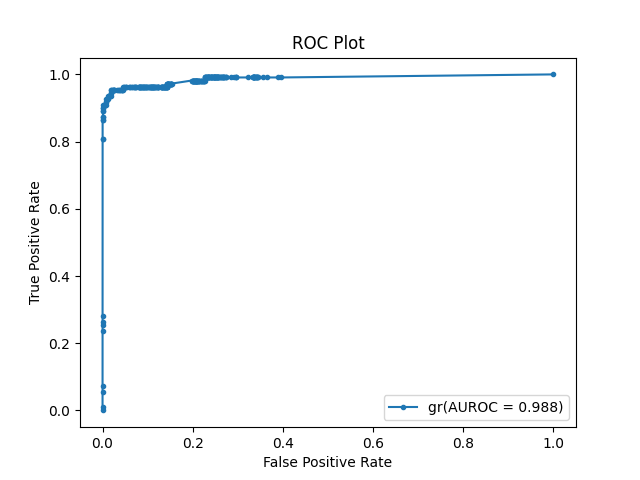 ROC Plot
True Positive Rate
1.0
0.8
0.6
0.4
0.2
0.0
gr(AUROC = 0.988)
0.0 0.2 0.4 0.6 0.8 1.0
False Positive Rate